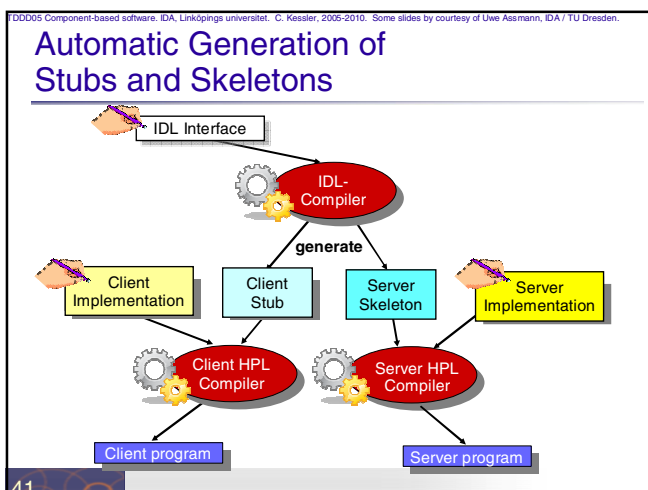 TDDD05 Component-based software. IDA, Linköpings universitet. C. Kessler, 2005-2010. Some slides by courtesy of Uwe Assmann, IDA / TU Dresden.
Automatic Generation of
Stubs and Skeletons
IDL Interface
IDL-
Compiler
generate
Client
Implementation
Client
Stub
Server
Skeleton
Server
Implementation
Client HPL
Compiler
Server HPL
Compiler
Client program
Server program
41